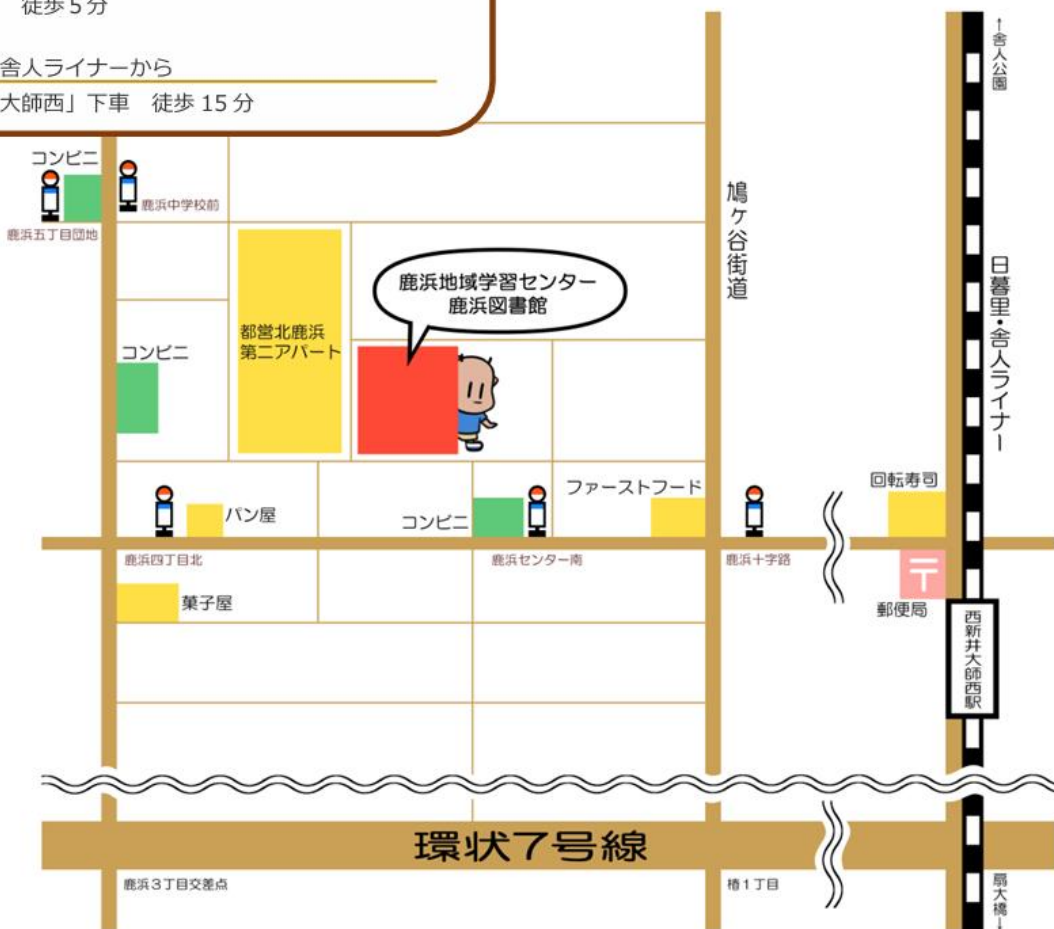 徒歩5分
舎人ライナーから
大師西」下車　徒歩15分
←舎人公園
コンビニ
鹿浜中学校前
鹿浜五丁目団地
鳩ヶ谷街道
鹿浜地域学習センター
鹿浜図書館
日暮里・舎人ライナー
都営北鹿浜
第二アパート
コンビニ
回転寿司
ファーストフード
パン屋
コンビニ
鹿浜四丁目北
鹿浜センター南
鹿浜十字路
〒
郵便局
菓子屋
西新井大師西駅
環状7号線
鹿浜3丁目交差点
椿1丁目
扇大橋→